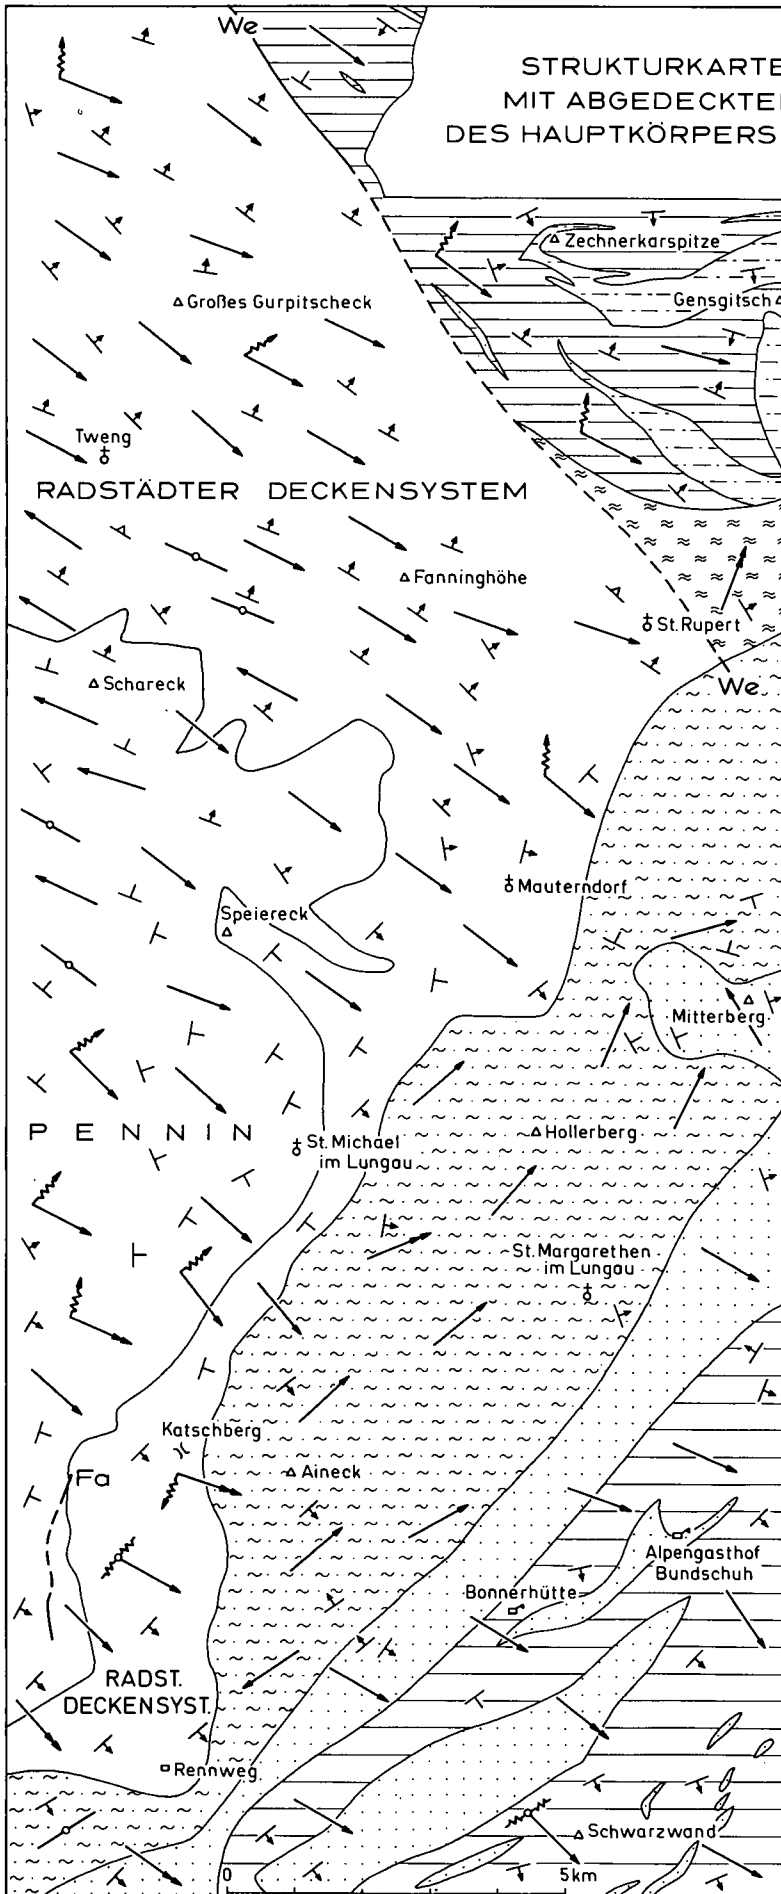 We
STRUKTURKARTE
MIT ABGEDECKTE
DES HAUPTKÖRPERS
Zechnerkarspitze
Gensgitsch
Großes Gurpitscheck
Tweng
RADSTÄDTER DECKENSYSTEM
Fanninghöhe
St. Rupert
Schareck
We
Mauterndorf
Speiereck
Mitterberg
PENNIN
Hollerberg
St. Michael
im Lungau
St. Margarethen
im Lungau
Katschberg
Fa
Aineck
Alpengasthof
Bundschuh
Bonnerhütte
RADST.
DECKENSYST.
Rennweg
Schwarzwand
0 5km